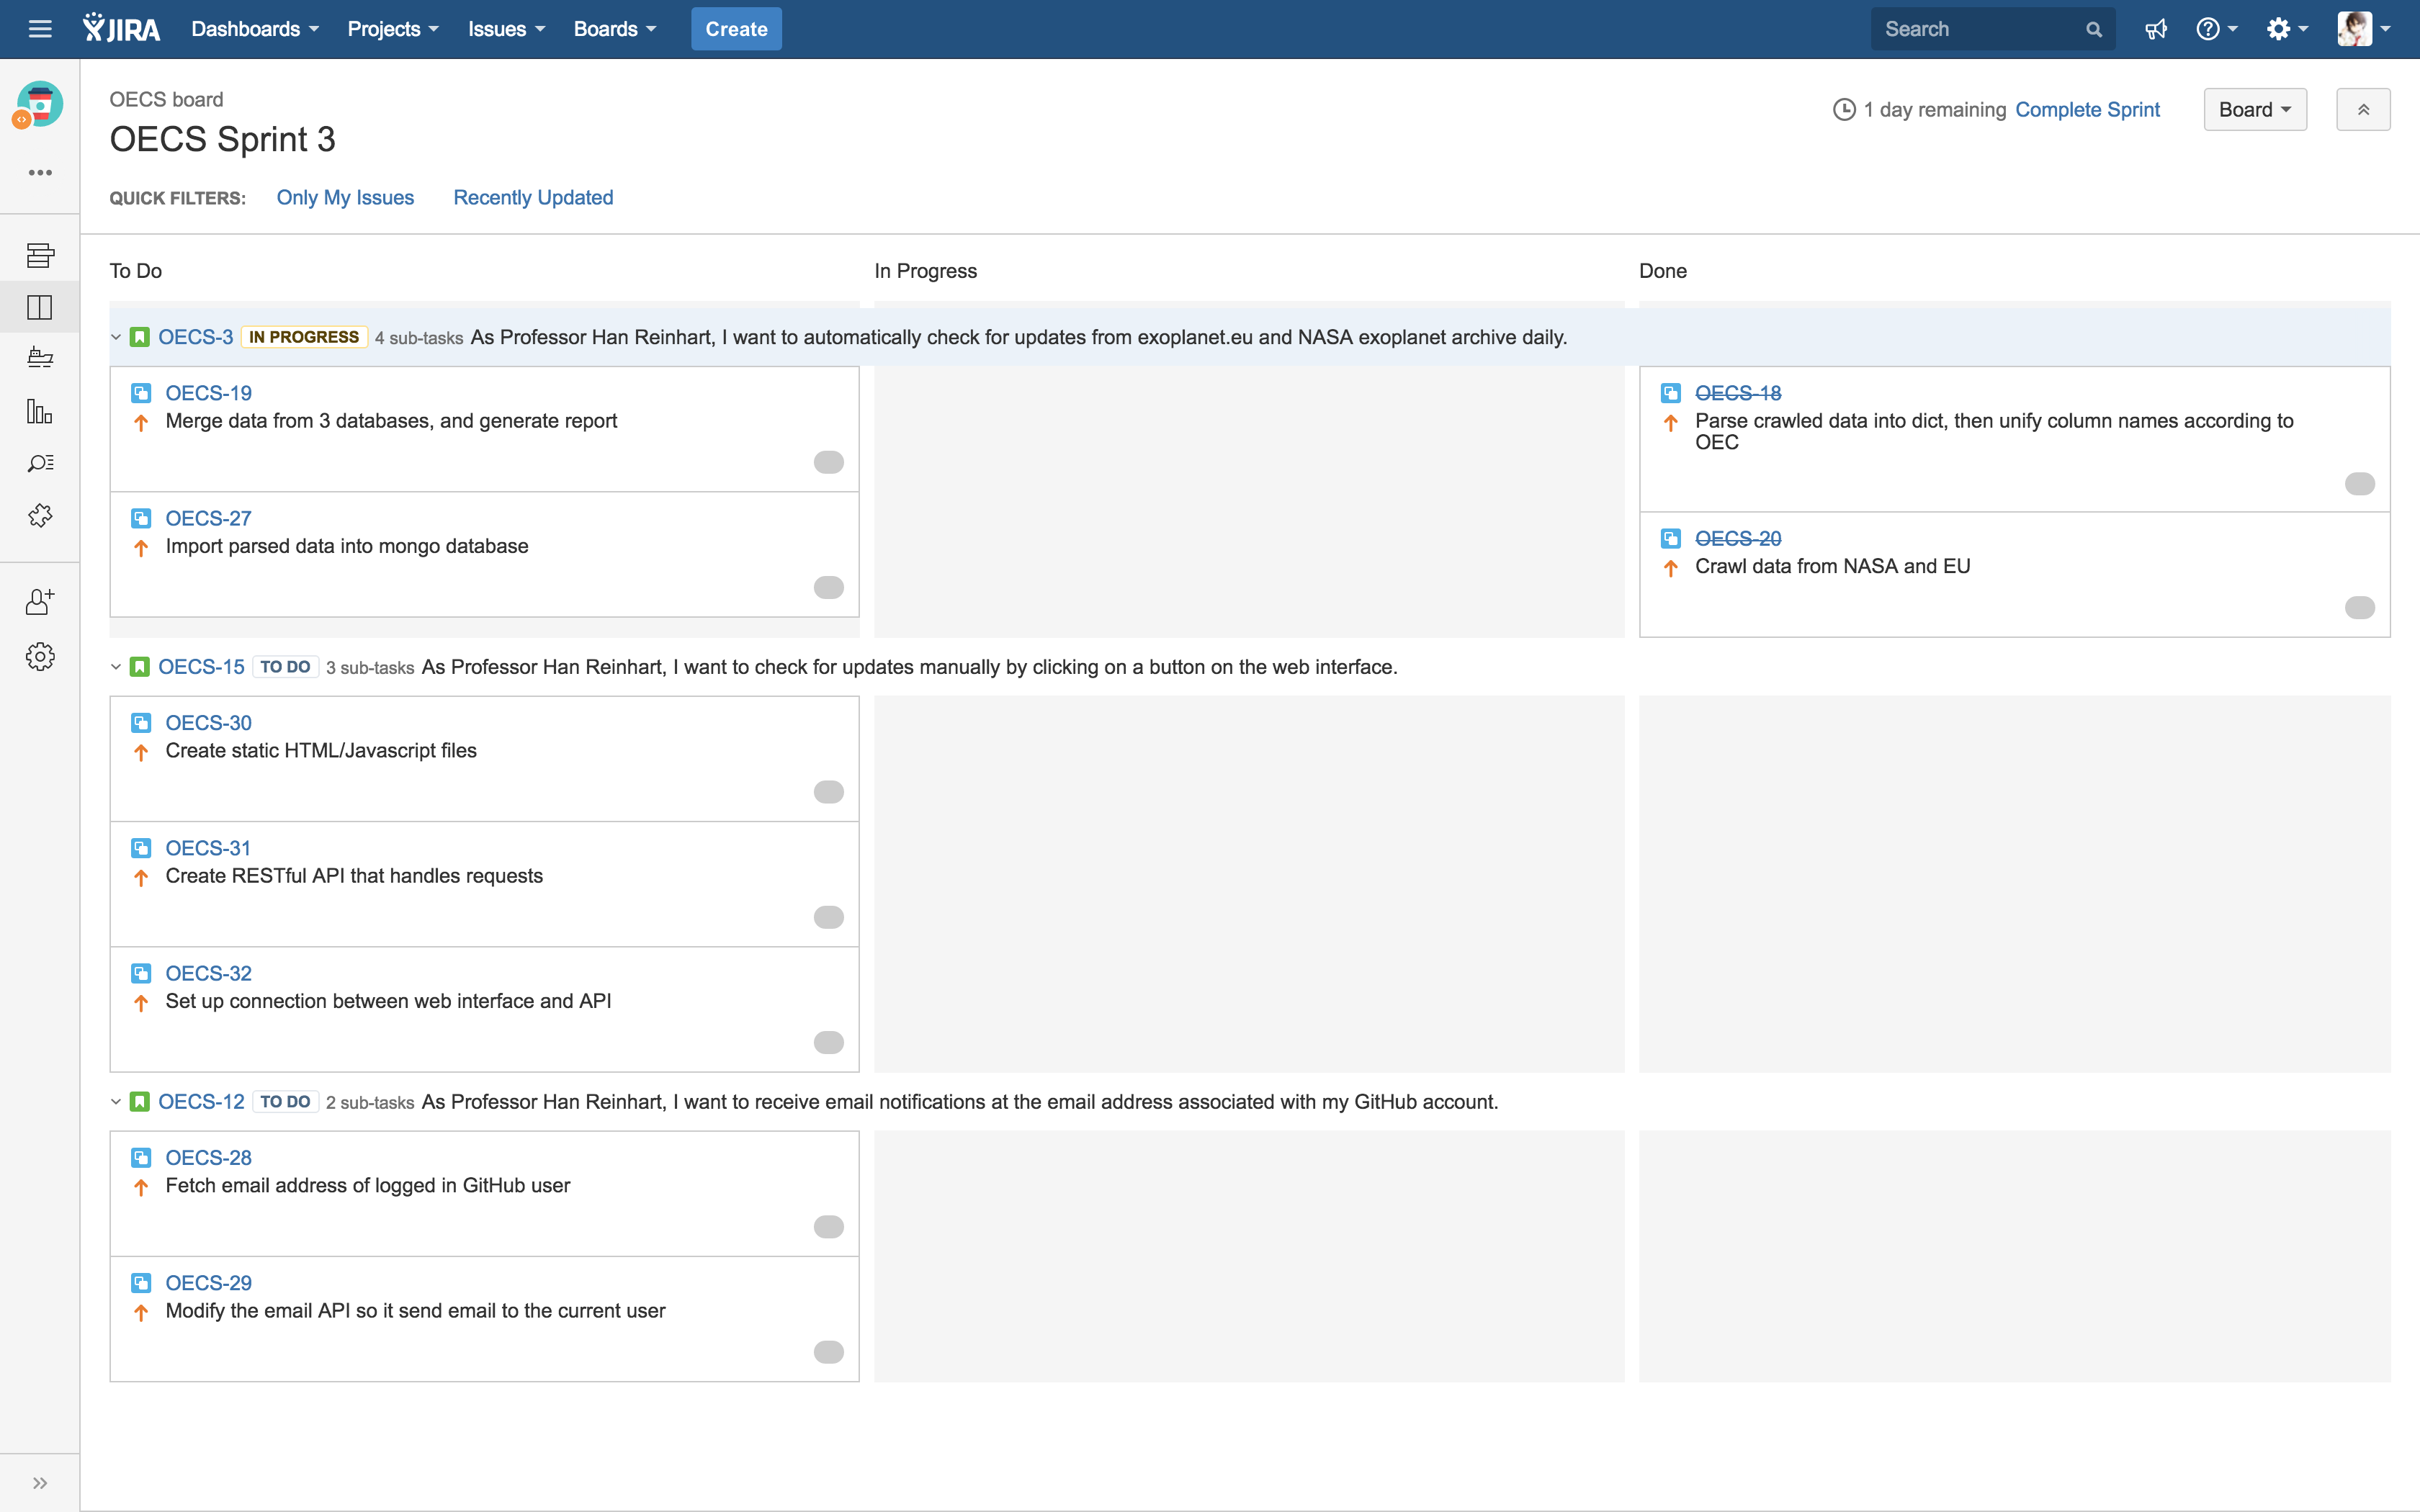 JIRA Dashboards Projects Issues Boards Create Search
OECS board
OECS Sprint 3
1 day remaining Complete Sprint Board
QUICK FILTERS: Only My Issues Recently Updated
To Do In Progress Done
OECS-3 IN PROGRESS 4 sub-tasks As Professor Han Reinhart, I want to automatically check for updates from exoplanet.eu and NASA exoplanet archive daily.
OECS-19
Merge data from 3 databases, and generate report
OECS-27
Import parsed data into mongo database
OECS-18
Parse crawled data into dict, then unify column names according to
OEC
OECS-20
Crawl data from NASA and EU
OECS-15 TO DO 3 sub-tasks As Professor Han Reinhart, I want to check for updates manually by clicking on a button on the web interface.
OECS-30
Create static HTML/Javascript files
OECS-31
Create RESTful API that handles requests
OECS-32
Set up connection between web interface and API
OECS-12 TO DO 2 sub-tasks As Professor Han Reinhart, I want to receive email notifications at the email address associated with my GitHub account.
OECS-28
Fetch email address of logged in GitHub user
OECS-29
Modify the email API so it send email to the current user